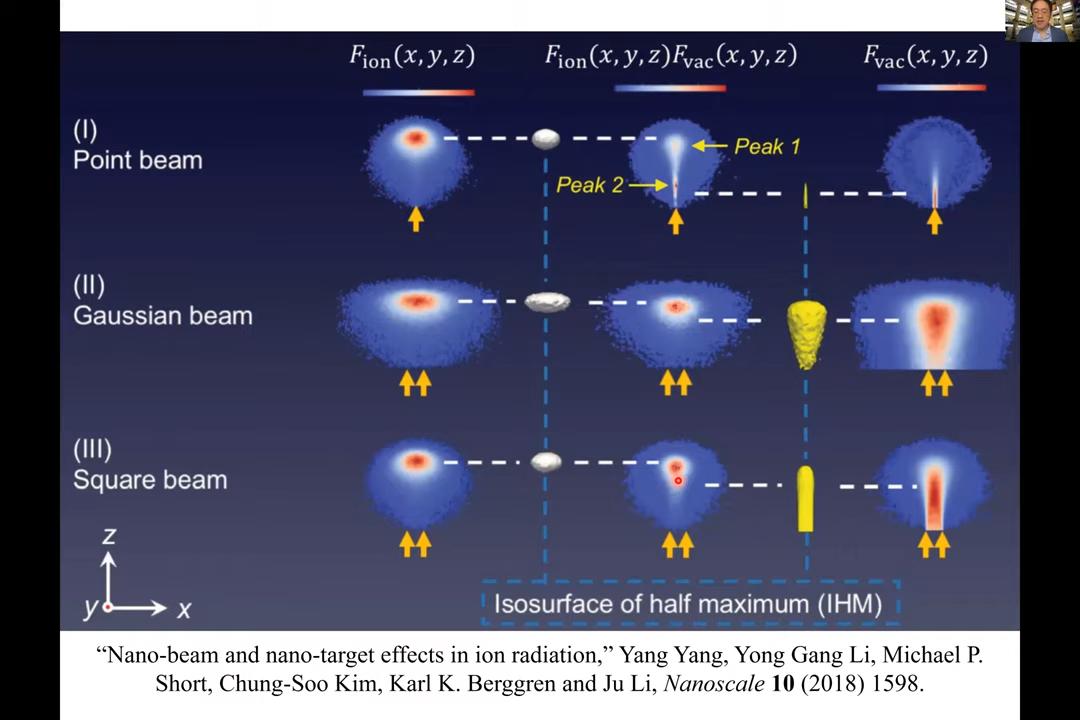 F_ion(x,y,z)
F_ion(x,y,z)F_vac(x,y,z)
F_vac(x,y,z)
(I)
Point beam
Peak 1
Peak 2
(II)
Gaussian beam
(III)
Square beam
z
y
x
Isosurface of half maximum (IHM)
“Nano-beam and nano-target effects in ion radiation,” Yang Yang, Yong Gang Li, Michael P.
Short, Chung-Soo Kim, Karl K. Berggren and Ju Li, Nanoscale 10 (2018) 1598.